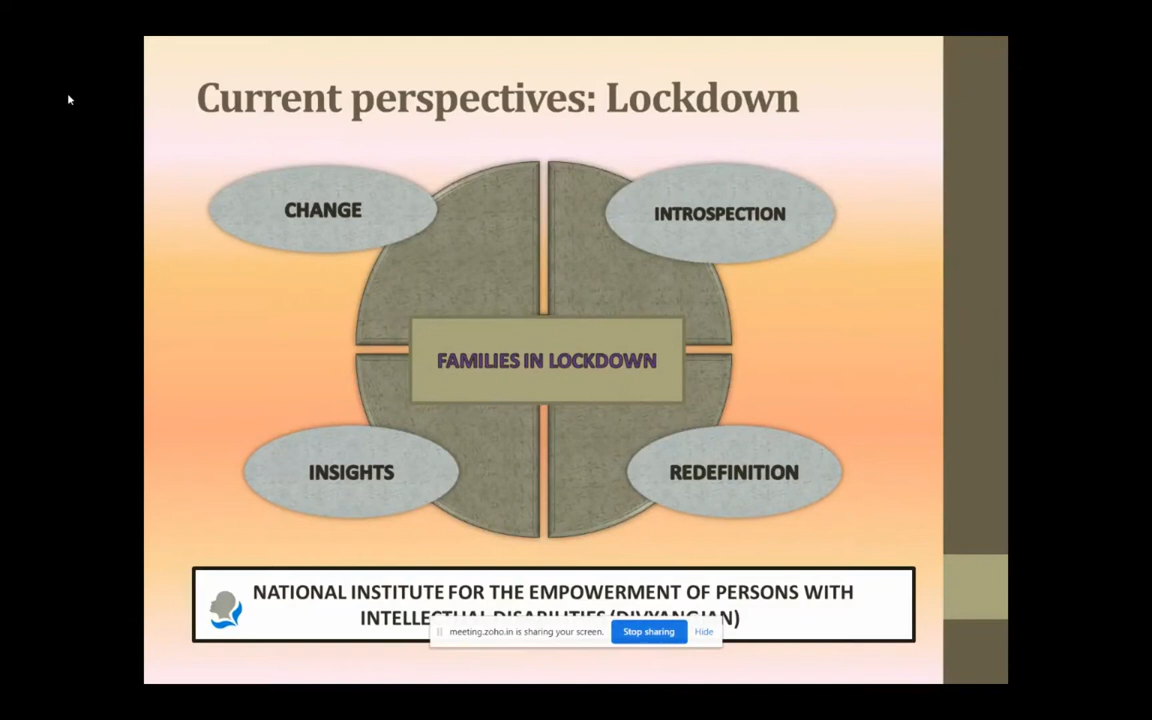 Current perspectives: Lockdown
CHANGE
INTROSPECTION
FAMILIES IN LOCKDOWN
INSIGHTS
REDEFINITION
NATIONAL INSTITUTE FOR THE EMPOWERMENT OF PERSONS WITH
INTELLECTUAL DISABILITIES (DIVYANGJAN)
meeting.zoho.in is sharing your screen. Stop sharing Hide